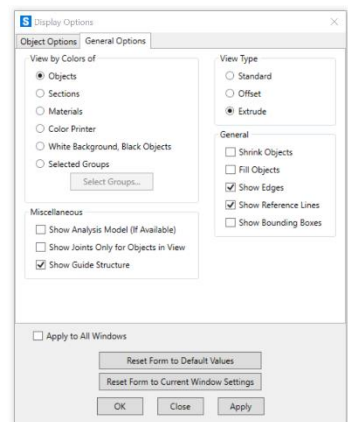 S Display Options
Object Options General Options
View by Colors of
Objects
Sections
Materials
Color Printer
White Background, Black Objects
Selected Groups
Select Groups...
Miscellaneous
Show Analysis Model (If Available)
Show Joints Only for Objects in View
Show Guide Structure
View Type
Standard
Offset
Extrude
General
Shrink Objects
Fill Objects
Show Edges
Show Reference Lines
Show Bounding Boxes
Apply to All Windows
Reset Form to Default Values
Reset Form to Current Window Settings
OK Close Apply